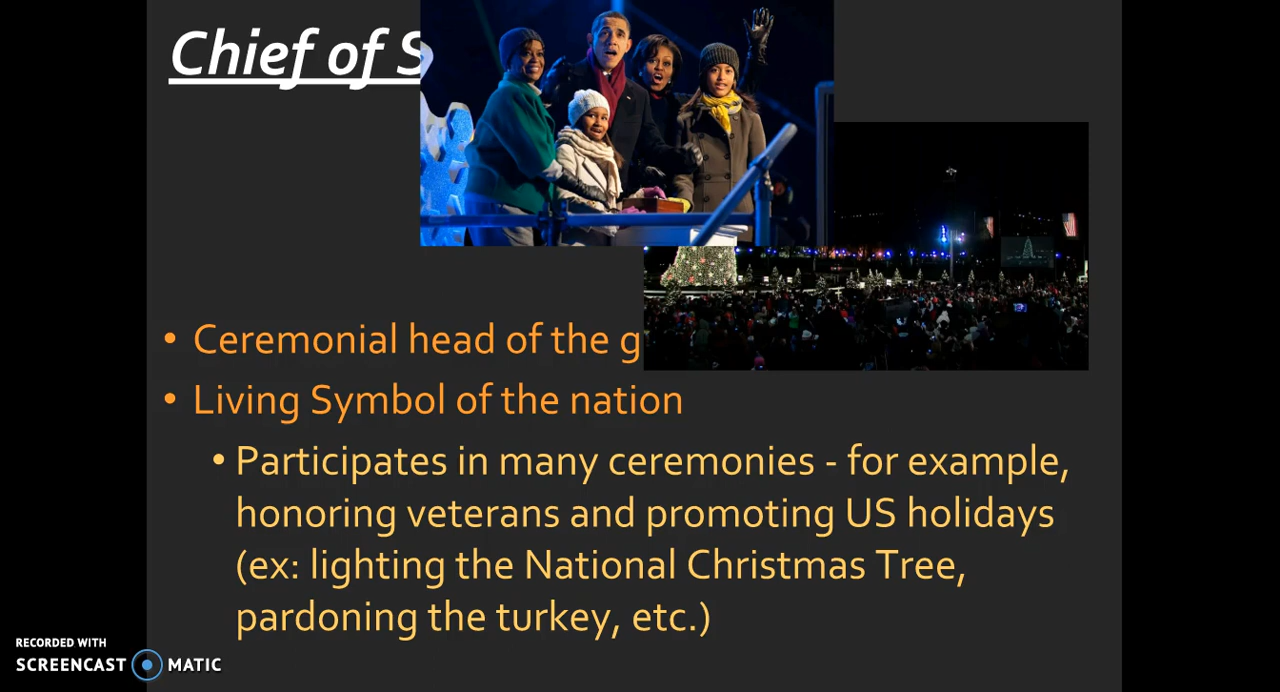 Chief of S
• Ceremonial head of the g
• Living Symbol of the nation
• Participates in many ceremonies - for example,
honoring veterans and promoting US holidays
(ex: lighting the National Christmas Tree,
pardoning the turkey, etc.)
RECORDED WITH
SCREENCAST MATIC